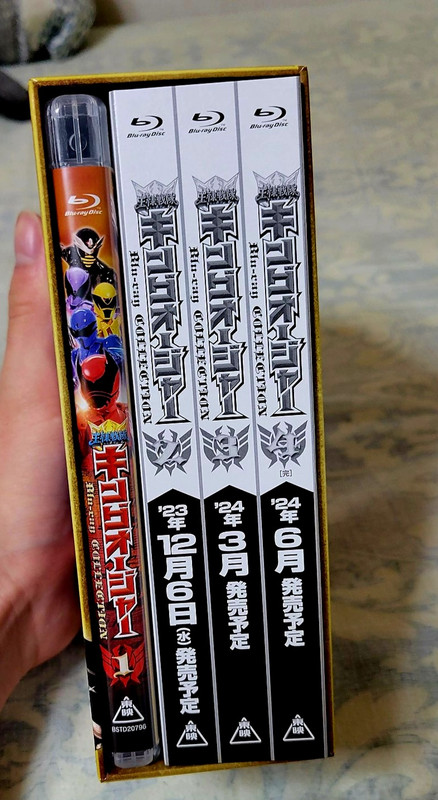 Blu-ray Disc
王様戦隊
キングオージャー
Blu-ray COLLECTION
1
東映
BSTD20796
Blu-ray Disc
王様戦隊
キングオージャー
Blu-ray COLLECTION
2
'23年
12月6日(水)発売予定
東映
Blu-ray Disc
王様戦隊
キングオージャー
Blu-ray COLLECTION
3
'24年
3月発売予定
東映
Blu-ray Disc
王様戦隊
キングオージャー
Blu-ray COLLECTION
4
[完]
'24年
6月発売予定
東映